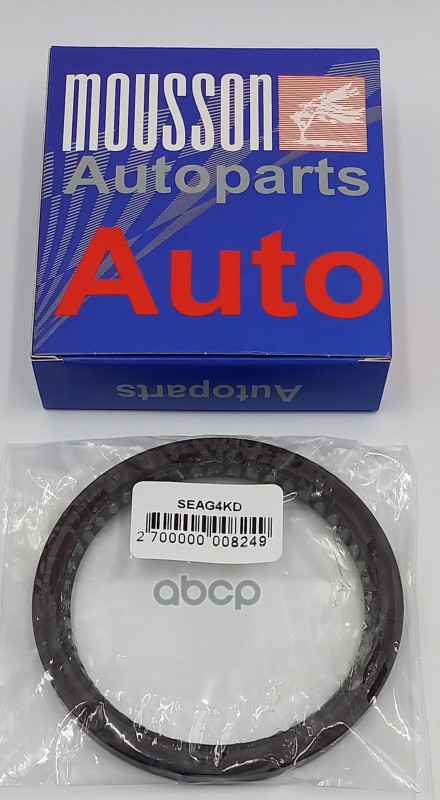 mousson
Autoparts
Auto
Autoparts
SEAG4KD
2 700000 008249
abcp